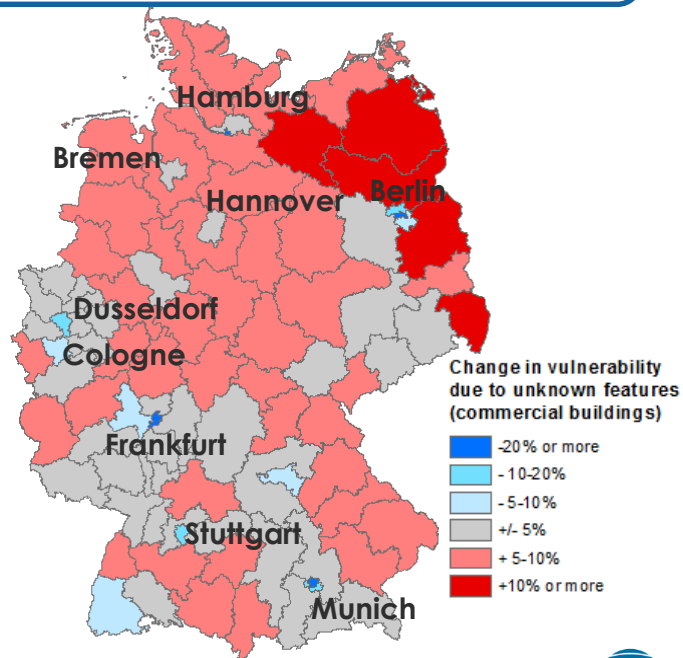 Hamburg
Bremen
Hannover
Berlin
Dusseldorf
Cologne
Frankfurt
Stuttgart
Munich
Change in vulnerability
due to unknown features
(commercial buildings)
-20% or more
- 10-20%
- 5-10%
+/- 5%
+ 5-10%
+10% or more